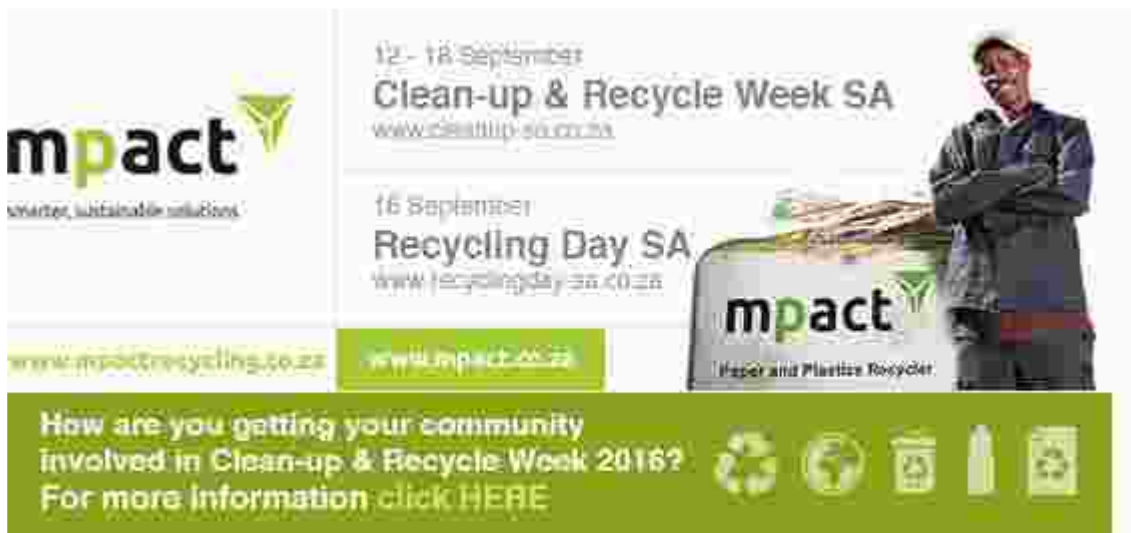 mpact
smarter, sustainable solutions
12 - 18 September
Clean-up & Recycle Week SA
www.cleanup-sa.co.za
16 September
Recycling Day SA
www.recyclingday-sa.co.za
mpact
Paper and Plastics Recycler
www.mpactrecycling.co.za
www.mpact.co.za
How are you getting your community
involved in Clean-up & Recycle Week 2016?
For more information click HERE